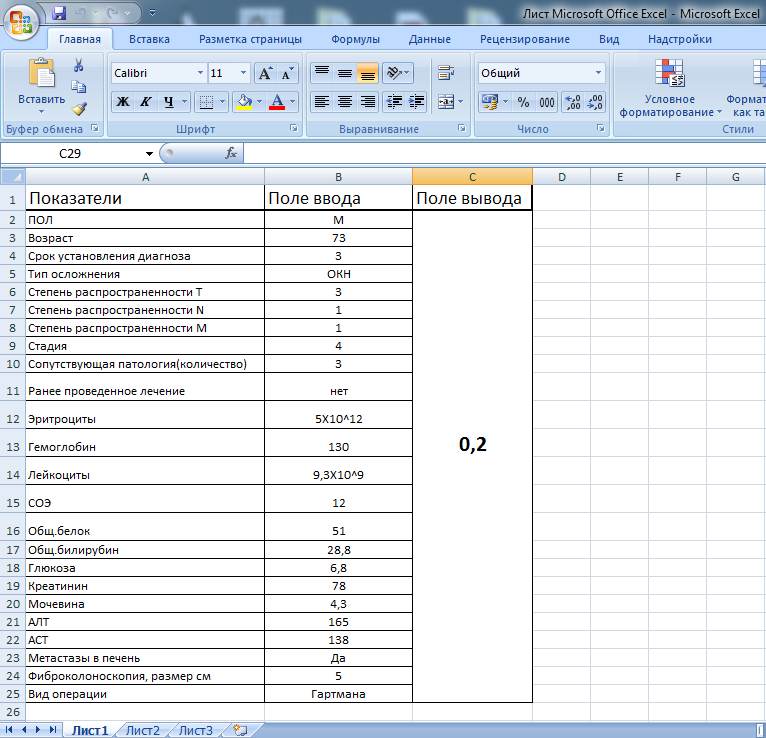 Лист Microsoft Office Excel - Microsoft Excel
Главная Вставка Разметка страницы Формулы Данные Рецензирование Вид Надстройки
Calibri 11 Общий
Вставить Ж К Ч % 000 Условное форматирование Формат как та
Буфер обмена Шрифт Выравнивание Число Стили
C29 fx
A B C D E F G
1 Показатели Поле ввода Поле вывода
2 ПОЛ М
3 Возраст 73
4 Срок установления диагноза 3
5 Тип осложнения ОКН
6 Степень распространенности Т 3
7 Степень распространенности N 1
8 Степень распространенности М 1
9 Стадия 4
10 Сопутствующая патология(количество) 3
11 Ранее проведенное лечение нет
12 Эритроциты 5Х10^12
13 Гемоглобин 130 0,2
14 Лейкоциты 9,3Х10^9
15 СОЭ 12
16 Общ.белок 51
17 Общ.билирубин 28,8
18 Глюкоза 6,8
19 Креатинин 78
20 Мочевина 4,3
21 АЛТ 165
22 АСТ 138
23 Метастазы в печень Да
24 Фиброколоноскопия, размер см 5
25 Вид операции Гартмана
26
Лист1 Лист2 Лист3